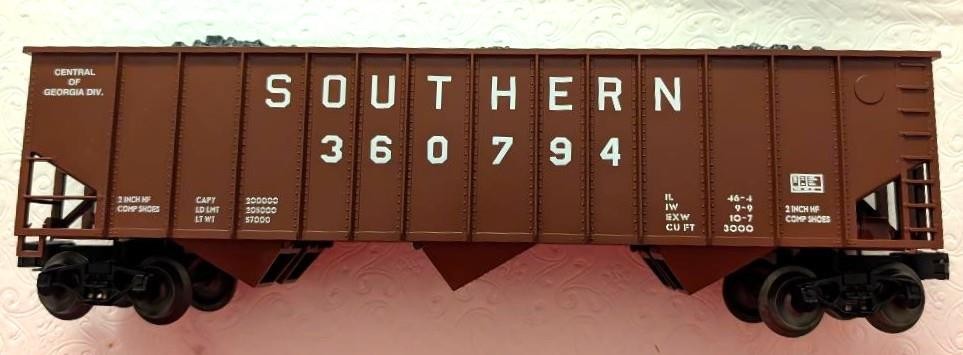 CENTRAL
OF
GEORGIA DIV.
SOUTHERN
360794
2 INCH HF
COMP SHOES
CAPY 200000
LD LMT 205000
LT WT 57000
IL 46-4
IW 9-9
EXW 10-7
CU FT 3000
2 INCH HF
COMP SHOES